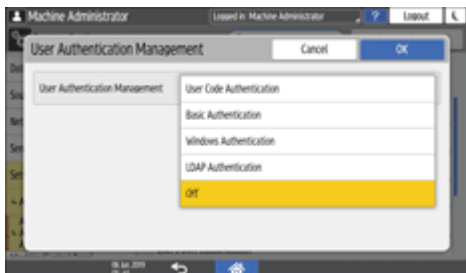 Machine Administrator
Logged in Machine Administrator
?
Logout
User Authentication Management
Cancel
OK
User Authentication Management
User Code Authentication
Basic Authentication
Windows Authentication
LDAP Authentication
Off